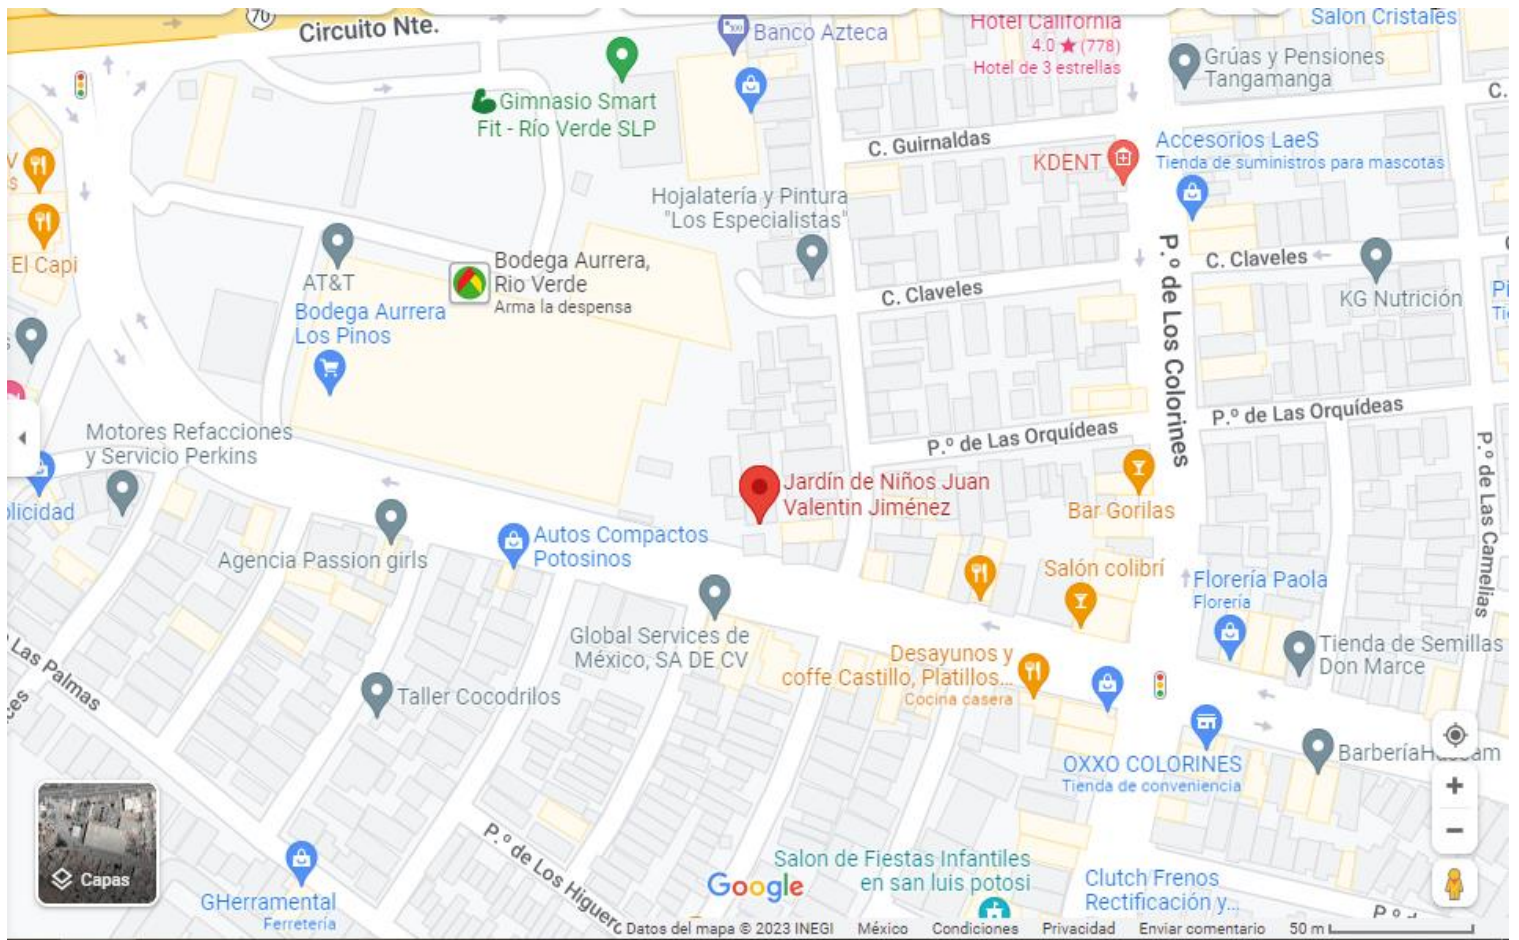 70
Circuito Nte.
Banco Azteca
Hotel California
4.0 ★ (778)
Hotel de 3 estrellas
Salon Cristales
Grúas y Pensiones
Tangamanga
C.
Gimnasio Smart
Fit - Río Verde SLP
C. Guirnaldas
KDENT
Accesorios LaeS
Tienda de suministros para mascotas
Hojalatería y Pintura
"Los Especialistas"
El Capi
AT&T
Bodega Aurrera,
Rio Verde
Arma la despensa
Bodega Aurrera
Los Pinos
C. Claveles
P.º de Los Colorines
C. Claveles
KG Nutrición
Motores Refacciones
y Servicio Perkins
P.º de Las Orquídeas
P.º de Las Orquídeas
P.º de Las Camelias
Jardín de Niños Juan
Valentin Jiménez
Bar Gorilas
Agencia Passion girls
Autos Compactos
Potosinos
Salón colibrí
Florería Paola
Florería
Global Services de
México, SA DE CV
Tienda de Semillas
Don Marce
Desayunos y
coffe Castillo, Platillos...
Cocina casera
Las Palmas
Taller Cocodrilos
OXXO COLORINES
Tienda de conveniencia
P.º de Los Higuer
Salon de Fiestas Infantiles
en san luis potosi
Clutch Frenos
Rectificación y...
GHerramental
Ferretería
Capas
Google
Datos del mapa © 2023 INEGI México Condiciones Privacidad Enviar comentario 50 m